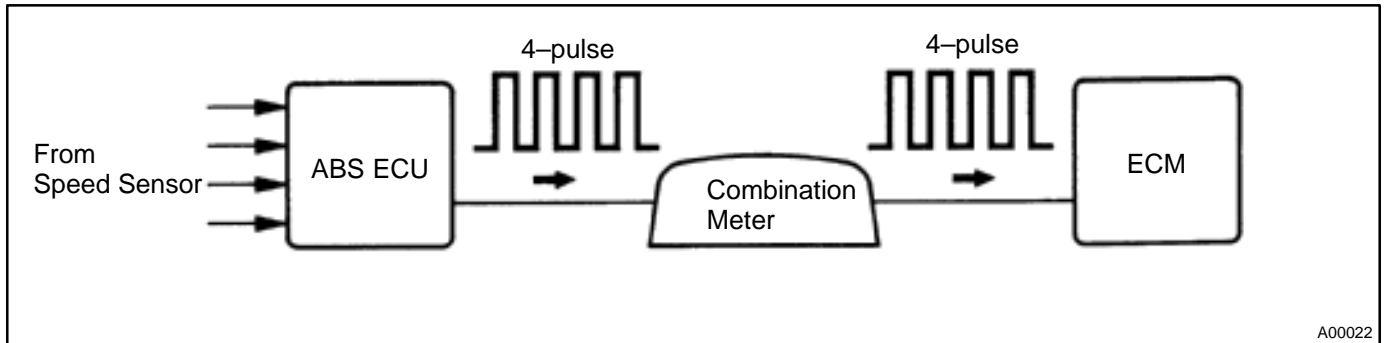 4–pulse
4–pulse
From
Speed Sensor
ABS ECU
Combination
Meter
ECM
A00022